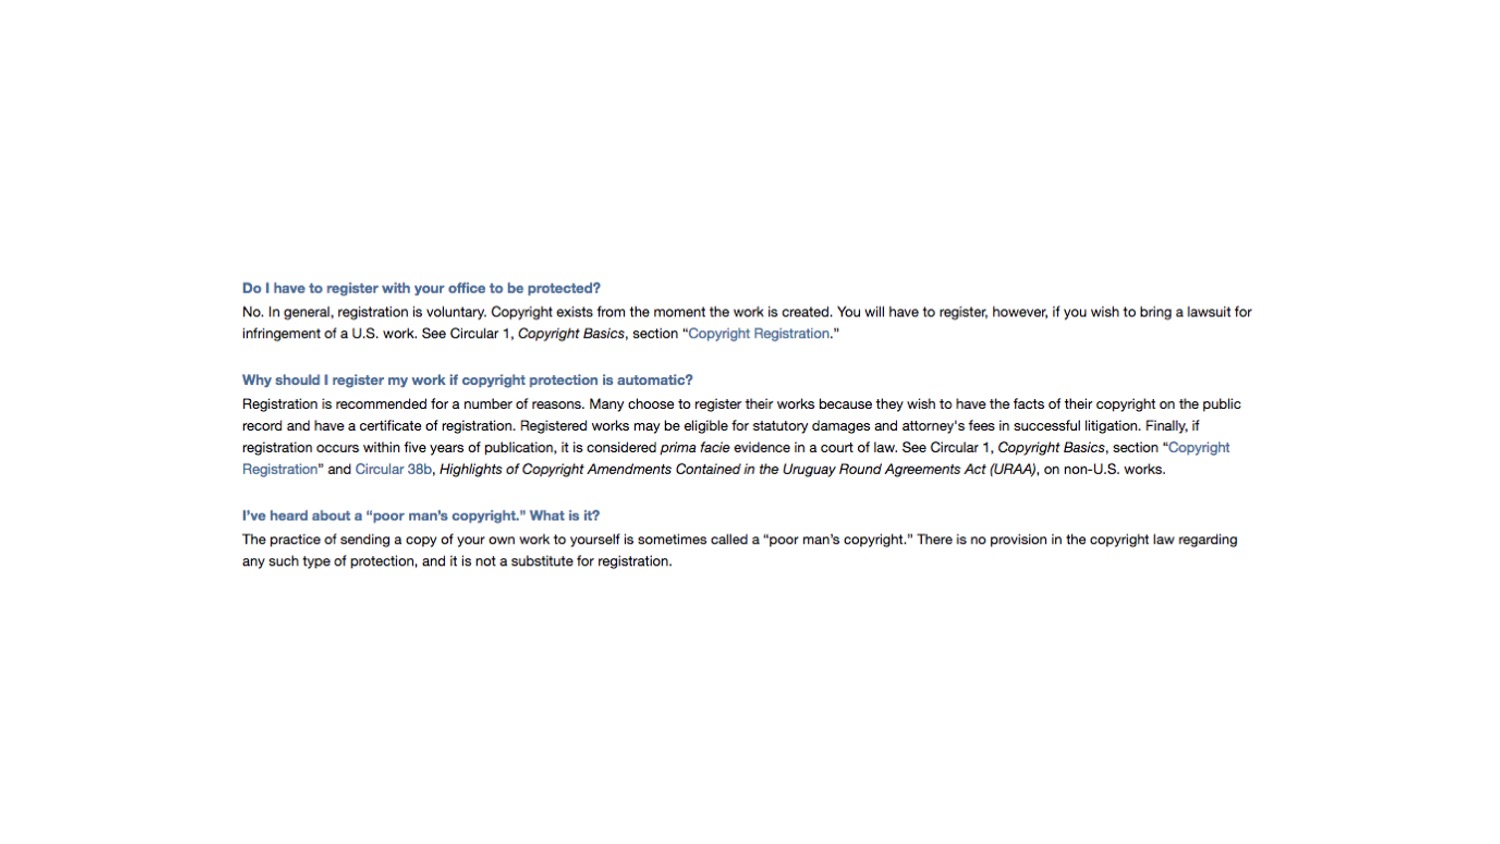 Do I have to register with your office to be protected?
No. In general, registration is voluntary. Copyright exists from the moment the work is created. You will have to register, however, if you wish to bring a lawsuit for
infringement of a U.S. work. See Circular 1, Copyright Basics, section “Copyright Registration.”
Why should I register my work if copyright protection is automatic?
Registration is recommended for a number of reasons. Many choose to register their works because they wish to have the facts of their copyright on the public
record and have a certificate of registration. Registered works may be eligible for statutory damages and attorney's fees in successful litigation. Finally, if
registration occurs within five years of publication, it is considered prima facie evidence in a court of law. See Circular 1, Copyright Basics, section “Copyright
Registration” and Circular 38b, Highlights of Copyright Amendments Contained in the Uruguay Round Agreements Act (URAA), on non-U.S. works.
I’ve heard about a “poor man’s copyright.” What is it?
The practice of sending a copy of your own work to yourself is sometimes called a “poor man’s copyright.” There is no provision in the copyright law regarding
any such type of protection, and it is not a substitute for registration.